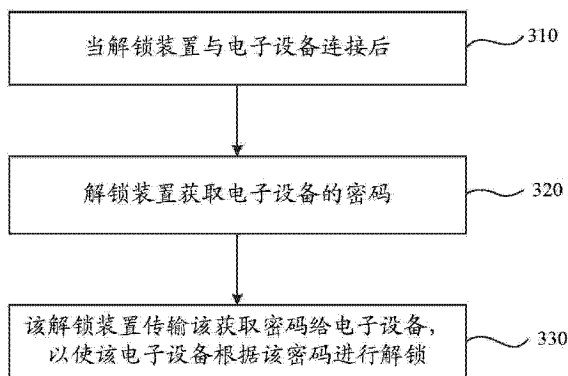 当解锁装置与电子设备连接后
310
解锁装置获取电子设备的密码
320
该解锁装置传输该获取密码给电子设备，
以使该电子设备根据该密码进行解锁
330